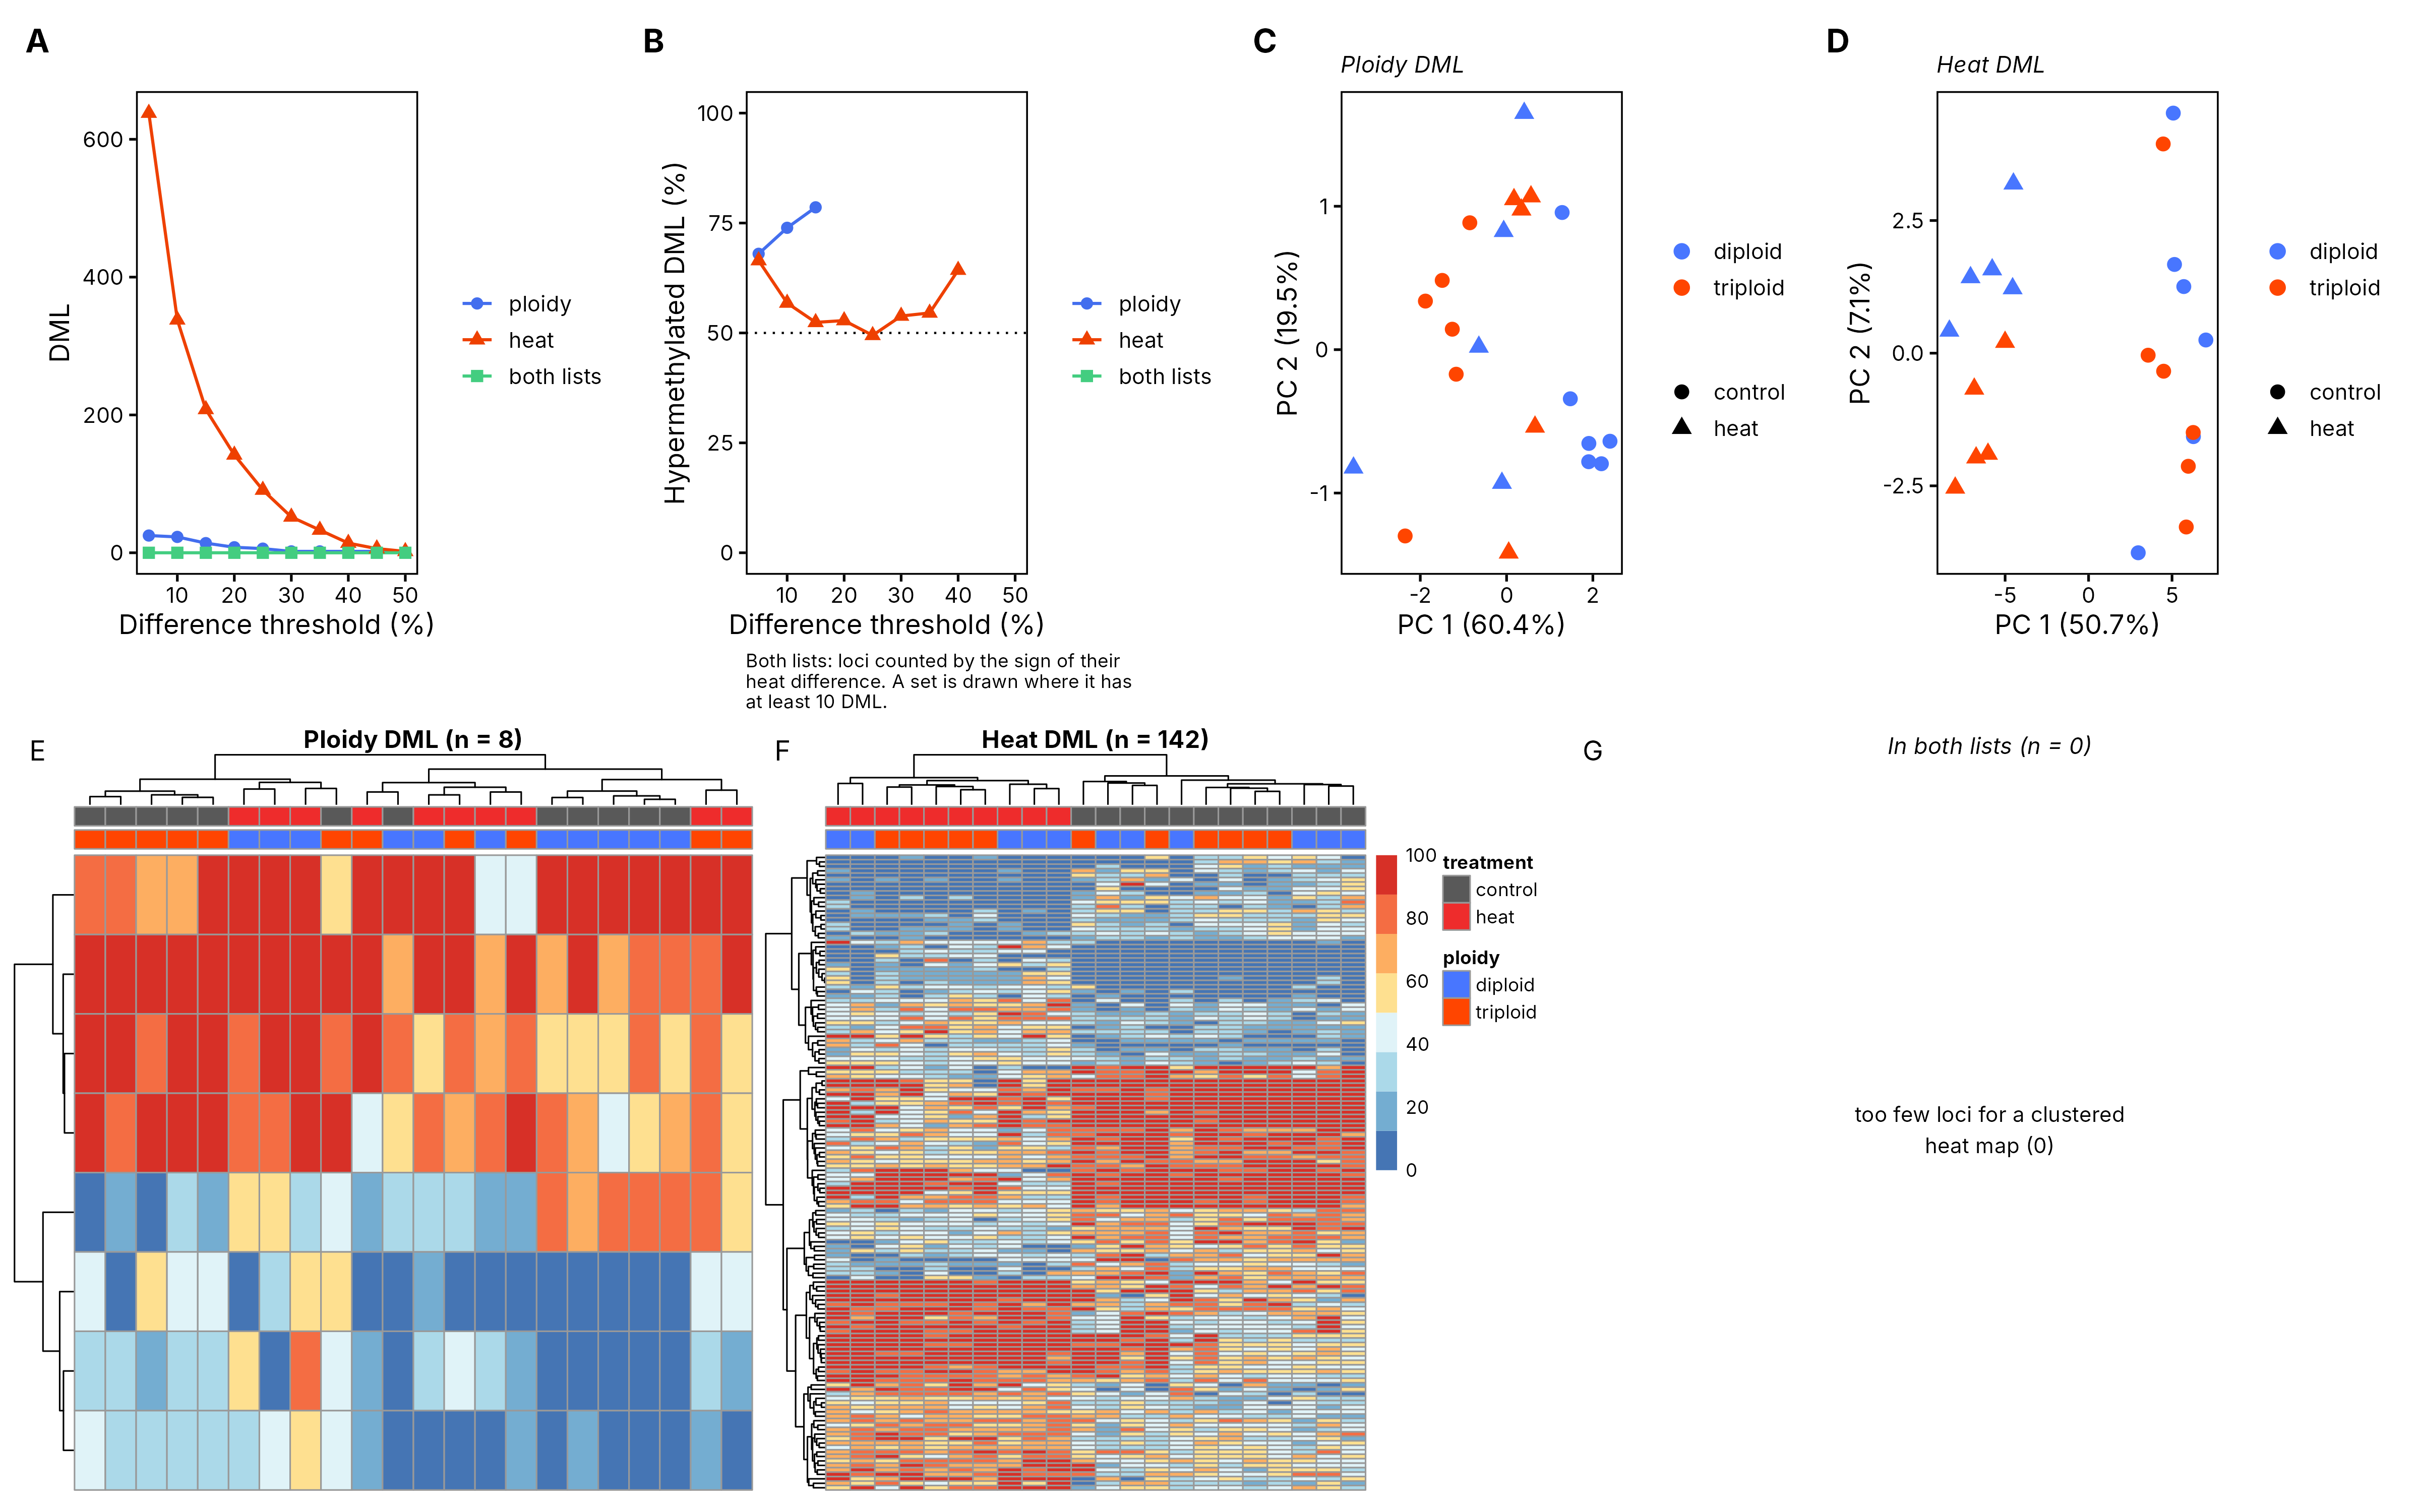 A
600
400
200
0
10 20 30 40 50
DML
Difference threshold (%)
ploidy
heat
both lists
B
100
75
50
25
0
10 20 30 40 50
Hypermethylated DML (%)
Difference threshold (%)
ploidy
heat
both lists
Both lists: loci counted by the sign of their
heat difference. A set is drawn where it has
at least 10 DML.
C
Ploidy DML
1
0
-1
-2 0 2
PC 2 (19.5%)
PC 1 (60.4%)
diploid
triploid
control
heat
D
Heat DML
2.5
0.0
-2.5
-5 0 5
PC 2 (7.1%)
PC 1 (50.7%)
diploid
triploid
control
heat
E
Ploidy DML (n = 8)
F
Heat DML (n = 142)
100
80
60
40
20
0
treatment
control
heat
ploidy
diploid
triploid
G
In both lists (n = 0)
too few loci for a clustered
heat map (0)